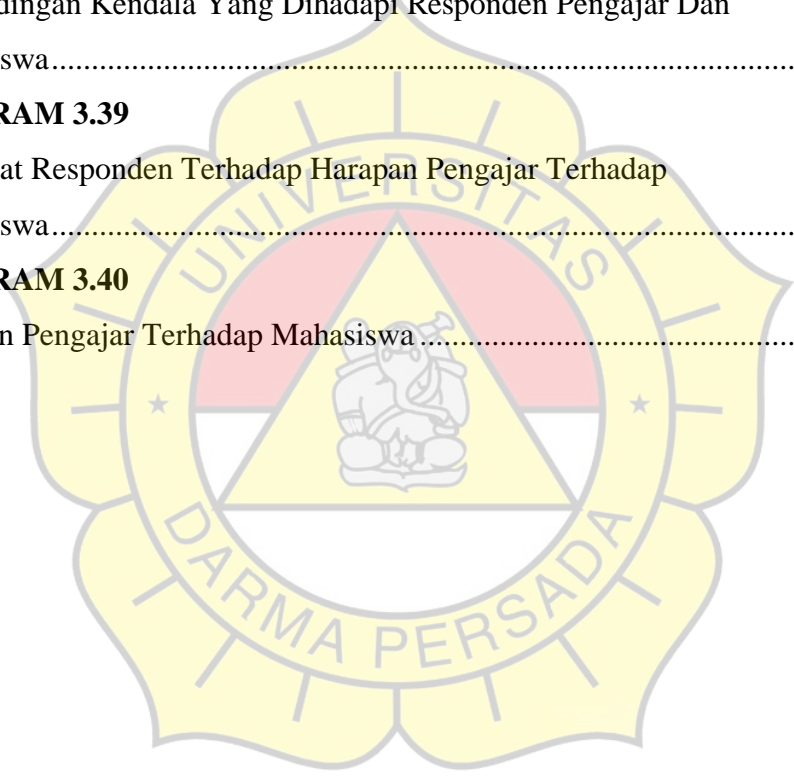 dingan Kendala Yang Dihadapi Responden Pengajar Dan
swa
RAM 3.39
at Responden Terhadap Harapan Pengajar Terhadap
swa
RAM 3.40
n Pengajar Terhadap Mahasiswa
UNIVERSITAS
DARMA PERSADA